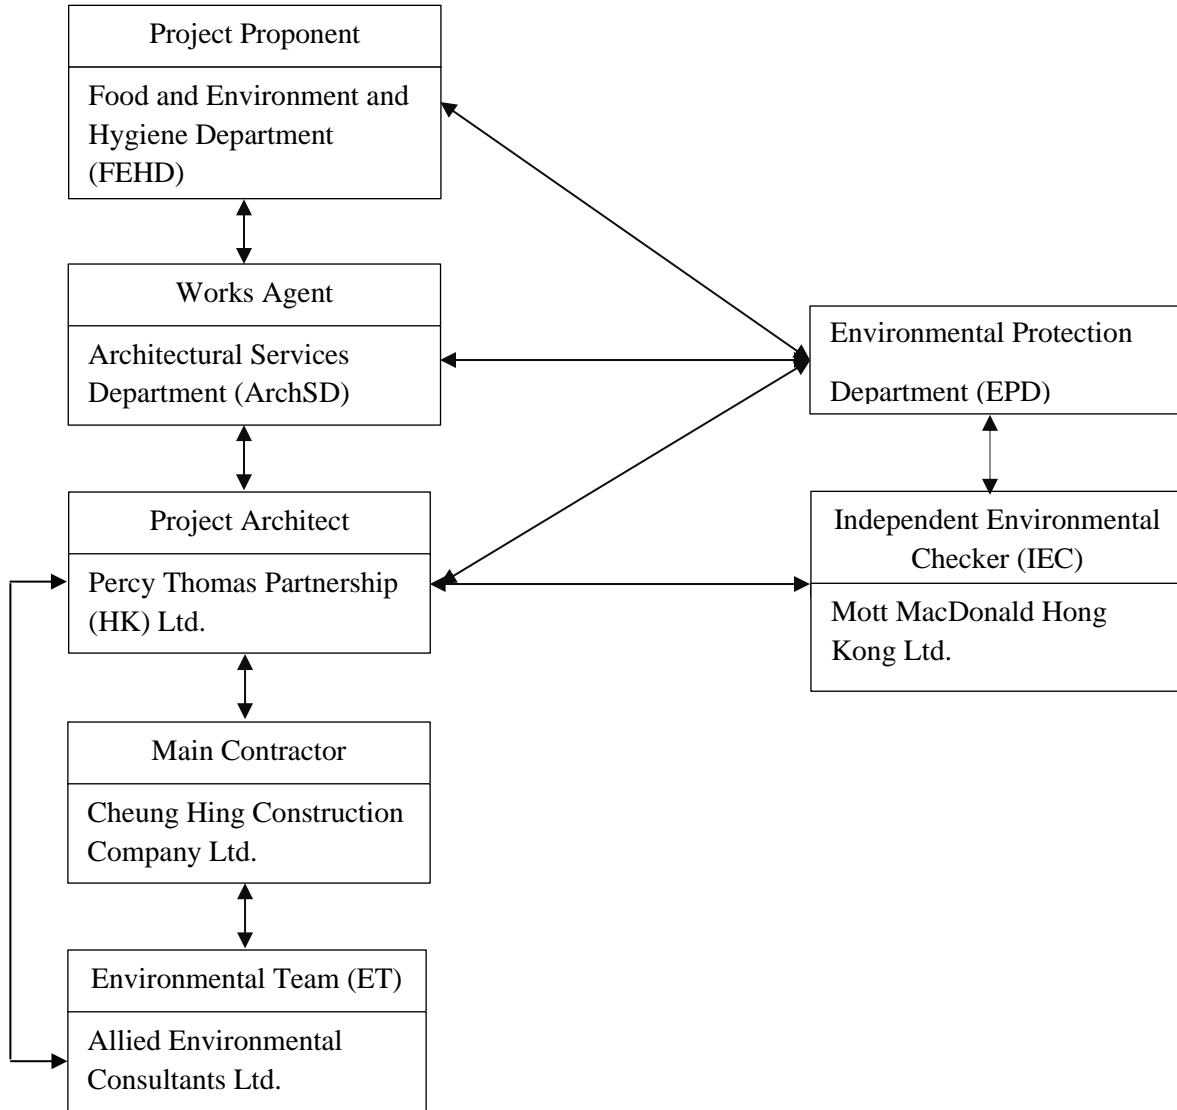 Project Proponent
Food and Environment and
Hygiene Department
(FEHD)
Works Agent
Architectural Services
Department (ArchSD)
Environmental Protection
Department (EPD)
Project Architect
Percy Thomas Partnership
(HK) Ltd.
Independent Environmental
Checker (IEC)
Mott MacDonald Hong
Kong Ltd.
Main Contractor
Cheung Hing Construction
Company Ltd.
Environmental Team (ET)
Allied Environmental
Consultants Ltd.